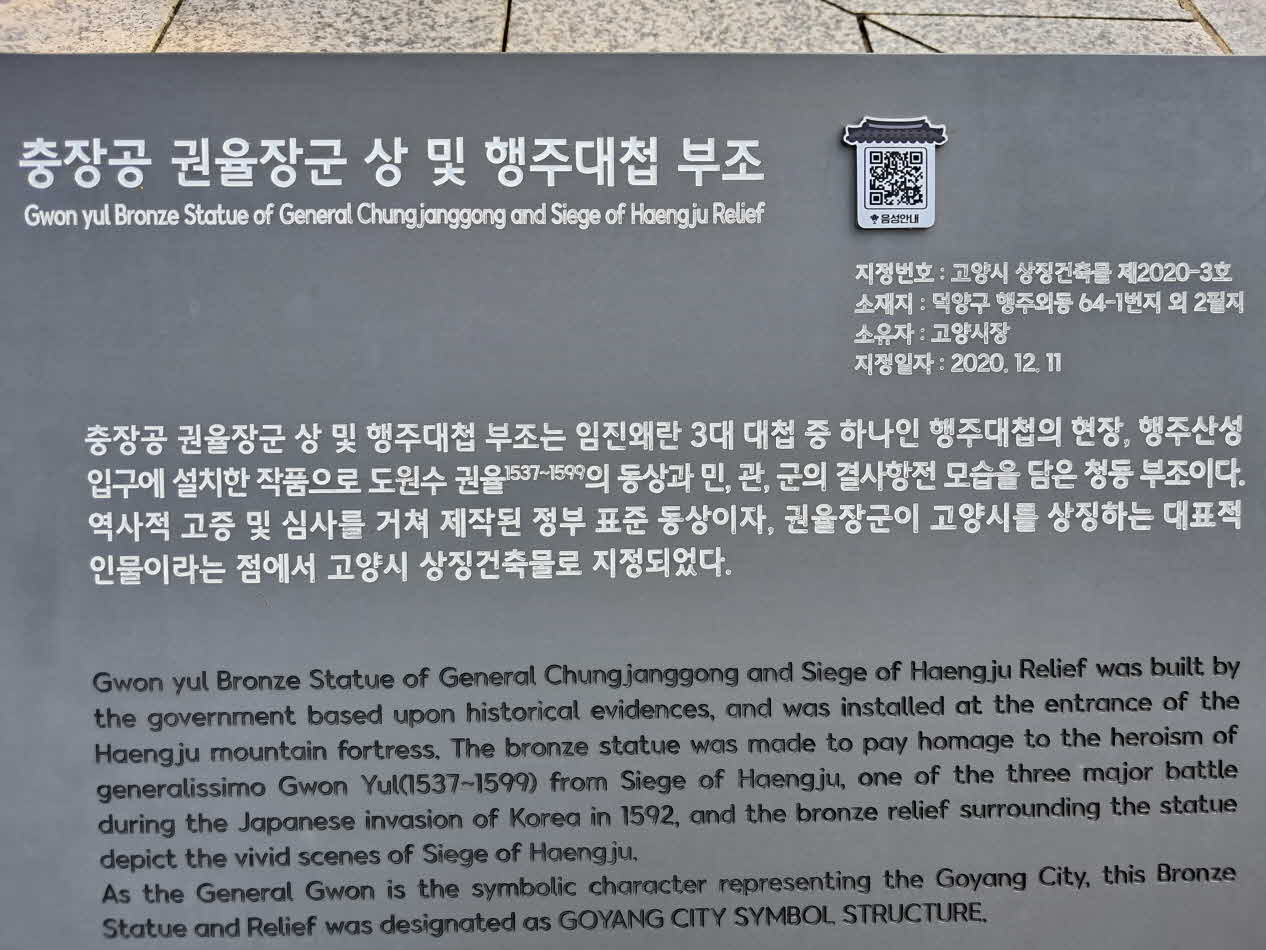 충장공 권율장군 상 및 행주대첩 부조
Gwon yul Bronze Statue of General Chungjanggong and Siege of Haengju Relief
음성안내
지정번호 : 고양시 상징건축물 제2020-3호
소재지 : 덕양구 행주외동 64-1번지 외 2필지
소유자 : 고양시장
지정일자 : 2020. 12. 11
충장공 권율장군 상 및 행주대첩 부조는 임진왜란 3대 대첩 중 하나인 행주대첩의 현장, 행주산성
입구에 설치한 작품으로 도원수 권율1537~1599의 동상과 민, 관, 군의 결사항전 모습을 담은 청동 부조이다.
역사적 고증 및 심사를 거쳐 제작된 정부 표준 동상이자, 권율장군이 고양시를 상징하는 대표적
인물이라는 점에서 고양시 상징건축물로 지정되었다.
Gwon yul Bronze Statue of General Chungjanggong and Siege of Haengju Relief was built by
the government based upon historical evidences, and was installed at the entrance of the
Haengju mountain fortress. The bronze statue was made to pay homage to the heroism of
generalissimo Gwon Yul(1537~1599) from Siege of Haengju, one of the three major battle
during the Japanese invasion of Korea in 1592, and the bronze relief surrounding the statue
depict the vivid scenes of Siege of Haengju.
As the General Gwon is the symbolic character representing the Goyang City, this Bronze
Statue and Relief was designated as GOYANG CITY SYMBOL STRUCTURE.